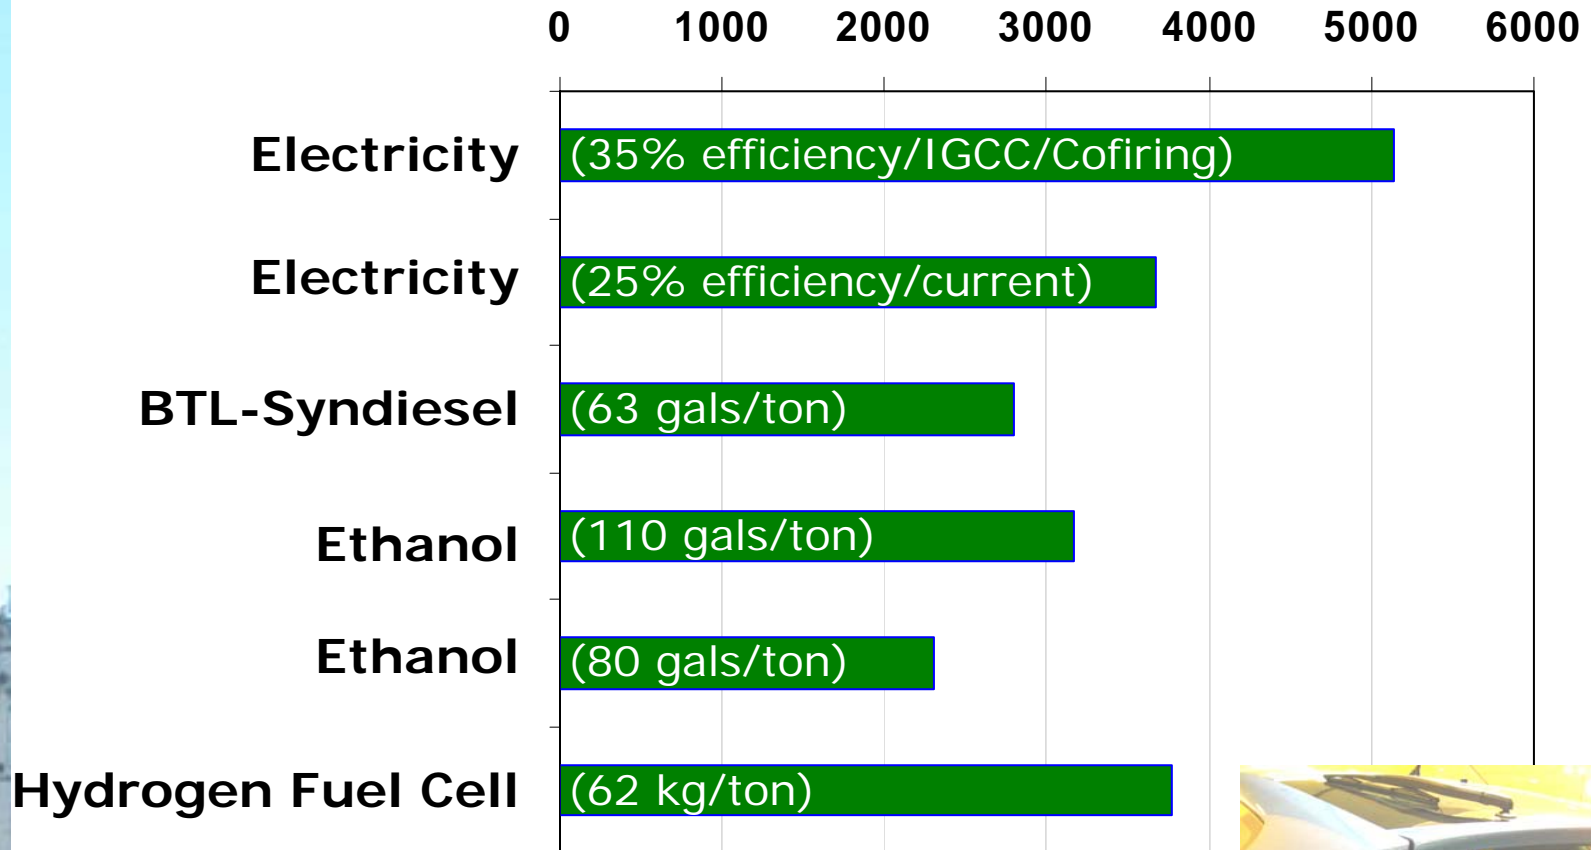 0 1000 2000 3000 4000 5000 6000
Electricity (35% efficiency/IGCC/Cofiring)
Electricity (25% efficiency/current)
BTL-Syndiesel (63 gals/ton)
Ethanol (110 gals/ton)
Ethanol (80 gals/ton)
Hydrogen Fuel Cell (62 kg/ton)